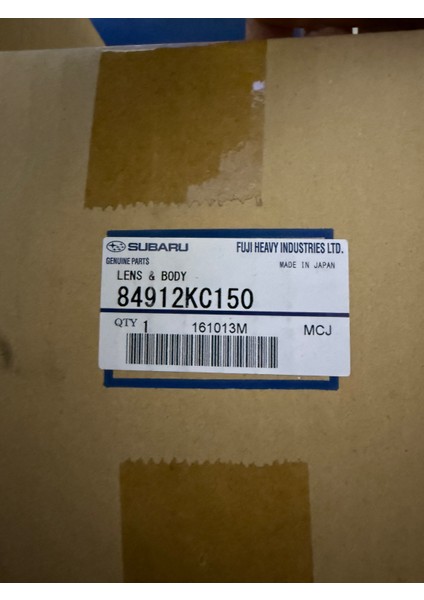 SUBARU FUJI HEAVY INDUSTRIES LTD.
GENUINE PARTS MADE IN JAPAN
LENS & BODY
84912KC150
QTY 1 161013M MCJ